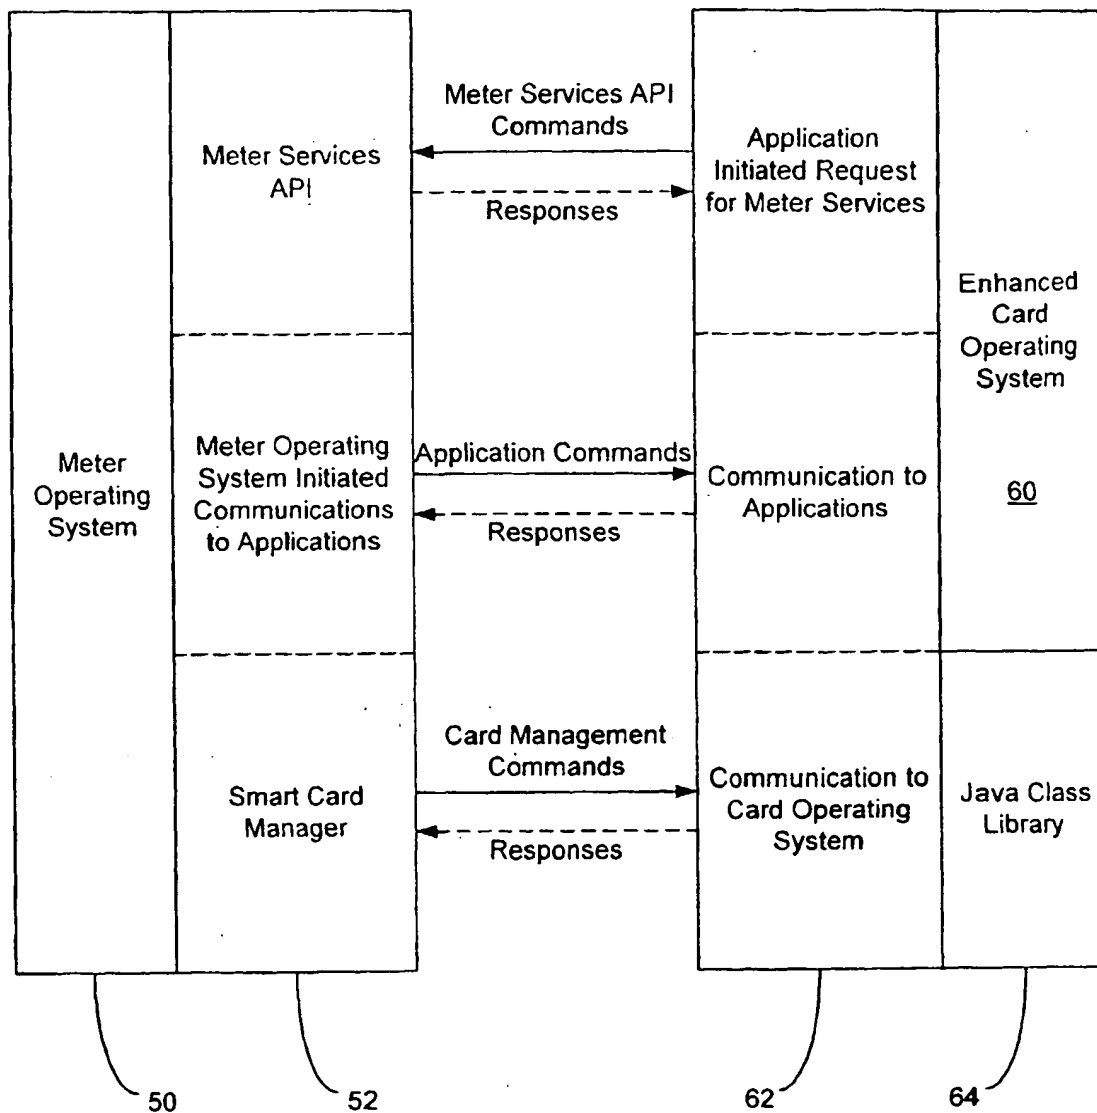 Meter Services API
Commands
Meter Services
API
Responses
Application
Initiated Request
for Meter Services
Enhanced
Card
Operating
System
60
Meter
Operating
System
Meter Operating
System Initiated
Communications
to Applications
Application Commands
Responses
Communication to
Applications
Card Management
Commands
Smart Card
Manager
Responses
Communication to
Card Operating
System
Java Class
Library
50
52
62
64